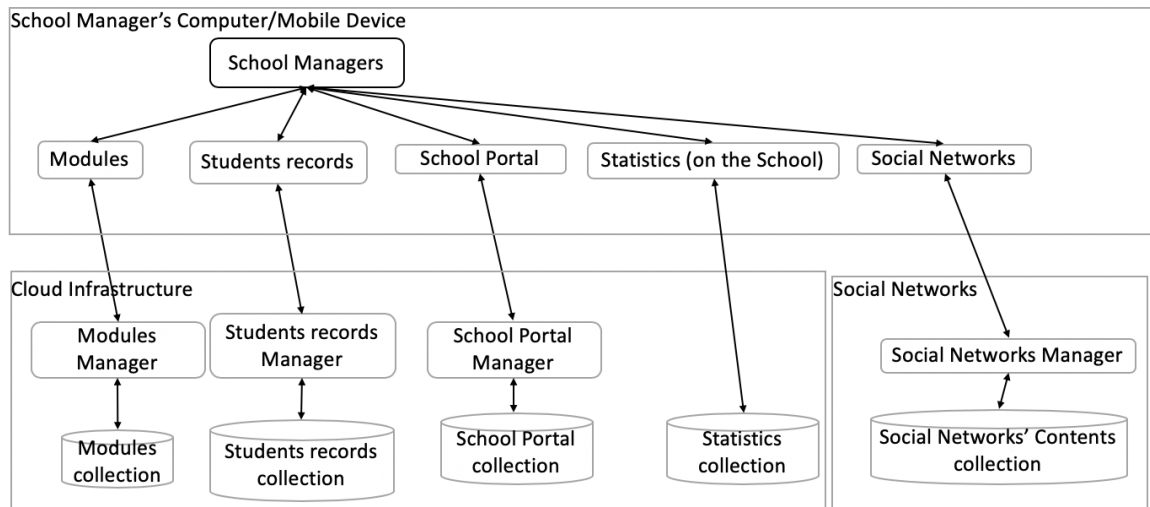 School Manager's Computer/Mobile Device
School Managers
Modules
Students records
School Portal
Statistics (on the School)
Social Networks
Cloud Infrastructure
Social Networks
Modules
Manager
Students records
Manager
School Portal
Manager
Social Networks Manager
Modules
collection
Students records
collection
School Portal
collection
Statistics
collection
Social Networks' Contents
collection